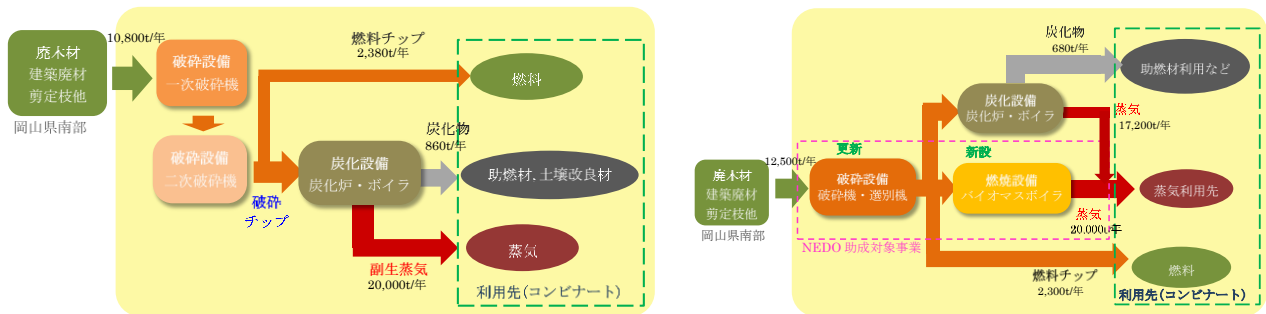 廃木材
建築廃材
剪定枝他
岡山県南部
10,800t/年
破砕設備
一次破砕機
破砕設備
二次破砕機
破砕
チップ
燃料チップ
2,380t/年
炭化設備
炭化炉・ボイラ
炭化物
860t/年
副生蒸気
20,000t/年
燃料
助燃材、土壌改良材
蒸気
利用先(コンビナート)
廃木材
建築廃材
剪定枝他
岡山県南部
12,500t/年
更新
破砕設備
破砕機・選別機
NEDO 助成対象事業
炭化設備
炭化炉・ボイラ
新設
燃焼設備
バイオマスボイラ
炭化物
680t/年
蒸気
17,200t/年
蒸気
20,000t/年
燃料チップ
2,300t/年
助燃材利用など
蒸気利用先
燃料
利用先(コンビナート)